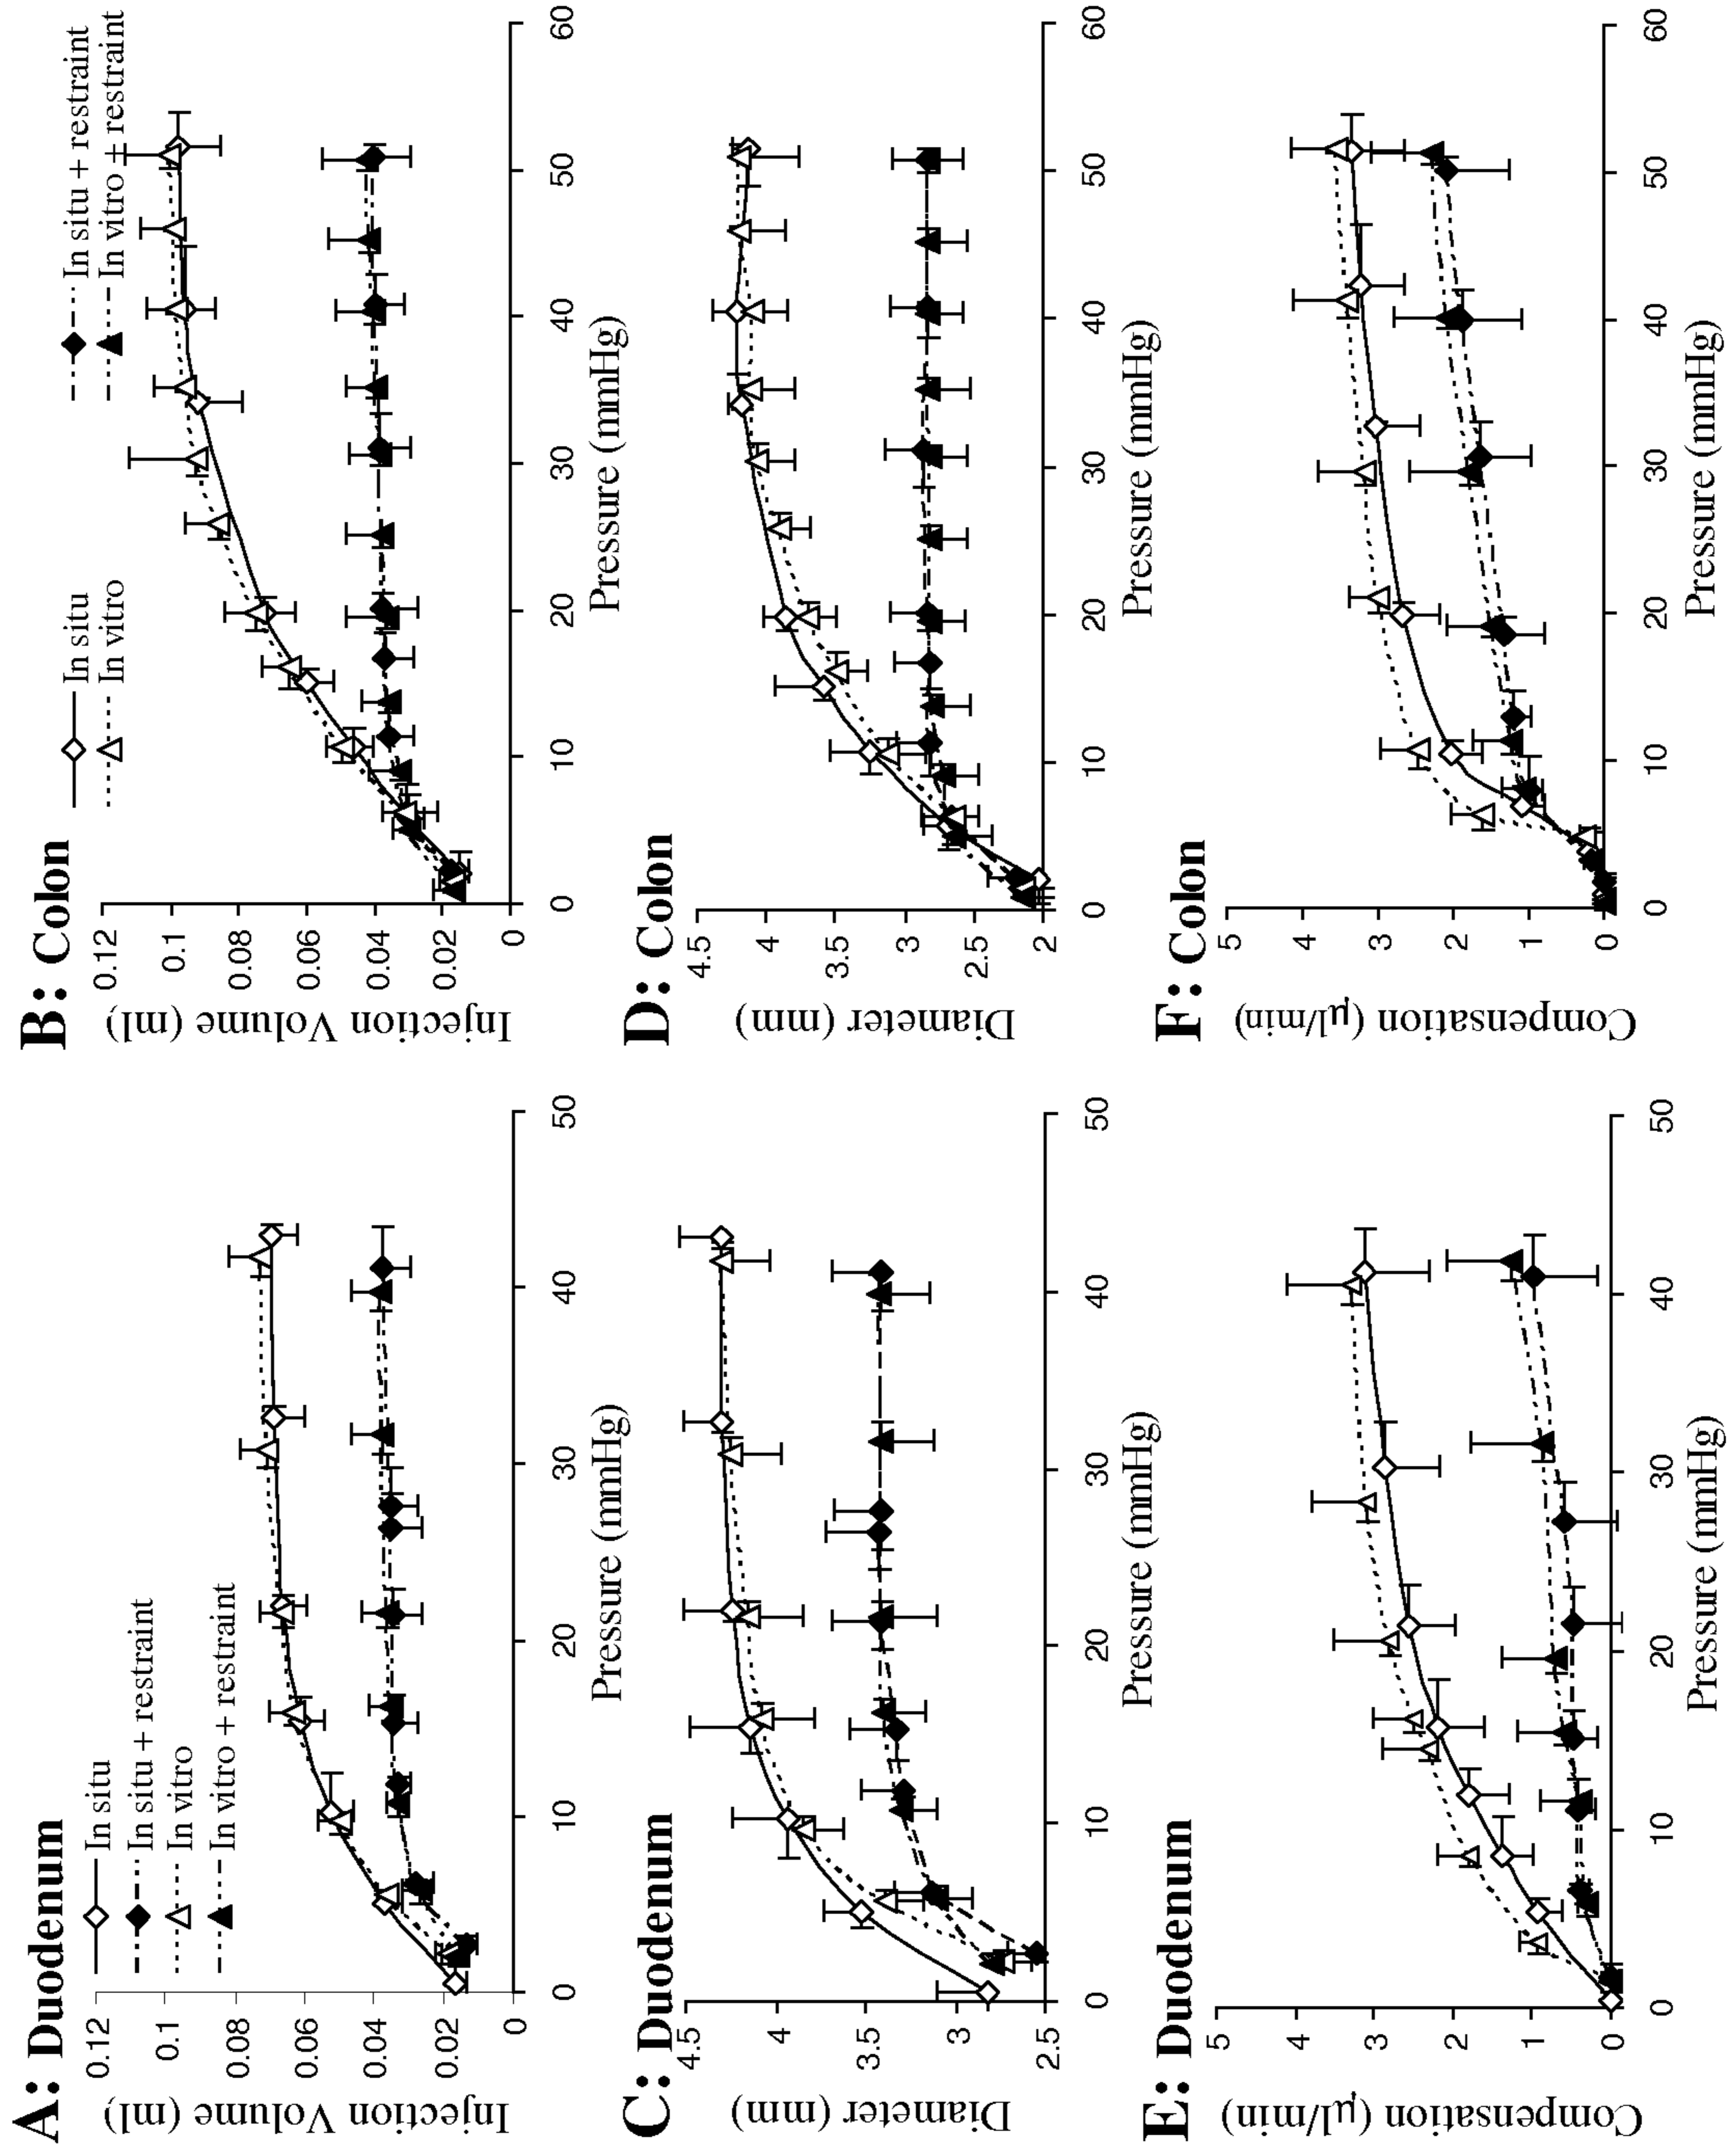 A: Duodenum
In situ
In situ + restraint
In vitro
In vitro + restraint
0.12
0.1
0.08
0.06
0.04
0.02
0
Injection Volume (ml)
0 10 20 30 40 50
Pressure (mmHg)
B: Colon
In situ
In vitro
In situ + restraint
In vitro + restraint
0.12
0.1
0.08
0.06
0.04
0.02
0
Injection Volume (ml)
0 10 20 30 40 50 60
Pressure (mmHg)
C: Duodenum
4.5
4
3.5
3
2.5
Diameter (mm)
0 10 20 30 40 50
Pressure (mmHg)
D: Colon
4.5
4
3.5
3
2.5
2
Diameter (mm)
0 10 20 30 40 50 60
Pressure (mmHg)
E: Duodenum
5
4
3
2
1
0
Compensation (µl/min)
0 10 20 30 40 50
Pressure (mmHg)
F: Colon
5
4
3
2
1
0
Compensation (µl/min)
0 10 20 30 40 50 60
Pressure (mmHg)